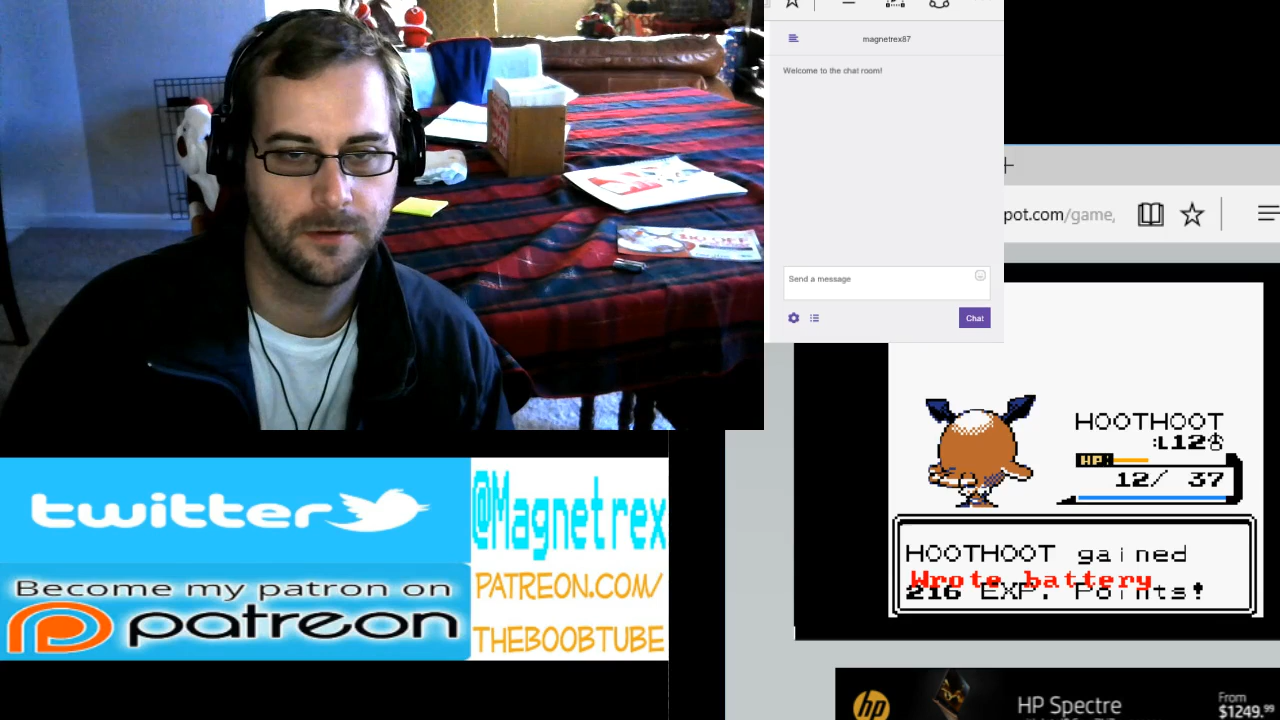 magnetrex87
Welcome to the chat room!
Send a message
Chat
pot.com/game,
HOOTHOOT
:L12♂
HP:
12/ 37
HOOTHOOT gained
216 EXP. Points!
Wrote battery
twitter
@Magnetrex
Become my patron on
patreon
PATREON.COM/
THEBOOBTUBE
hp
HP Spectre
From
$1249.99